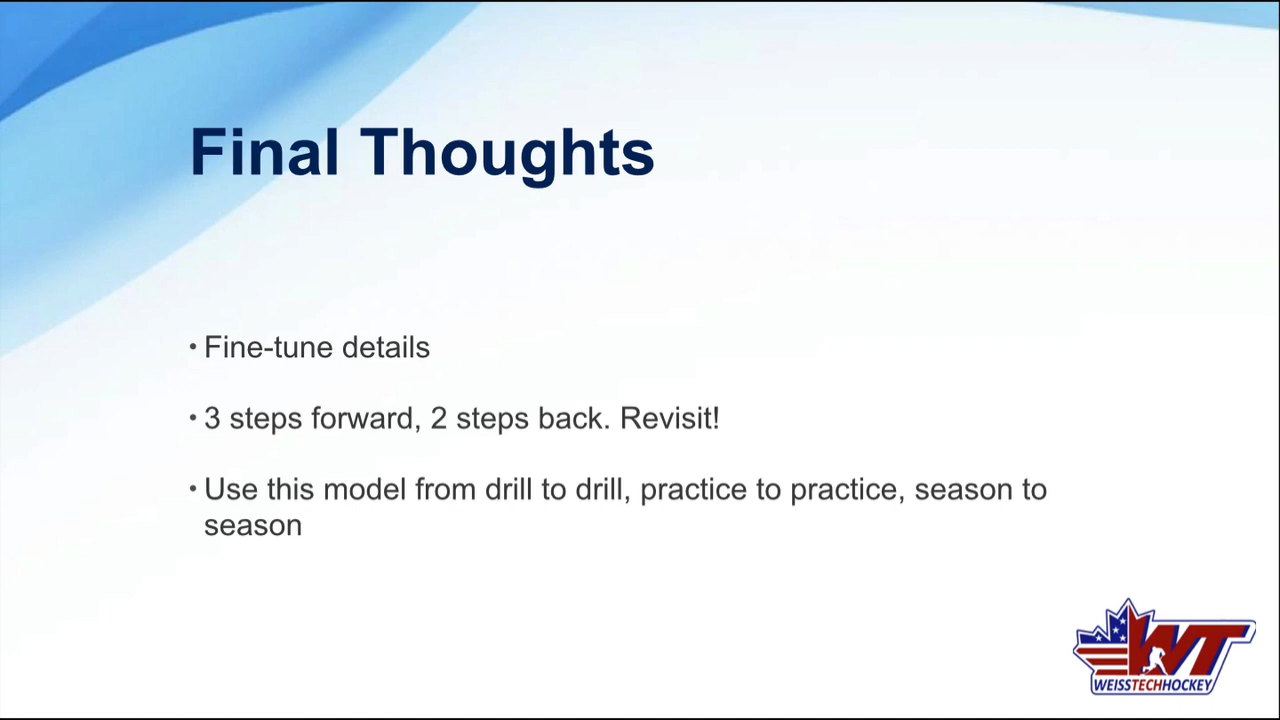 Final Thoughts
• Fine-tune details
• 3 steps forward, 2 steps back. Revisit!
• Use this model from drill to drill, practice to practice, season to
season
WT
WEISSTECHHOCKEY